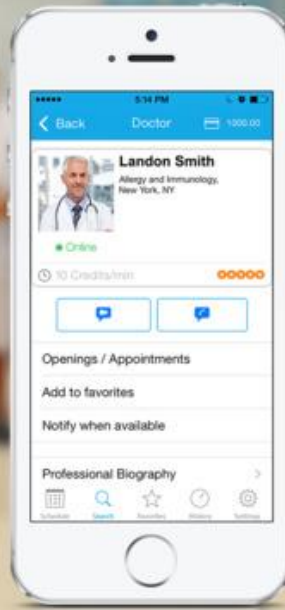 5:14 PM
Back Doctor 1000.00
Landon Smith
Allergy and Immunology,
New York, NY
Online
10 Credits/min
Openings / Appointments
Add to favorites
Notify when available
Professional Biography
Schedule Search Favorites History Settings